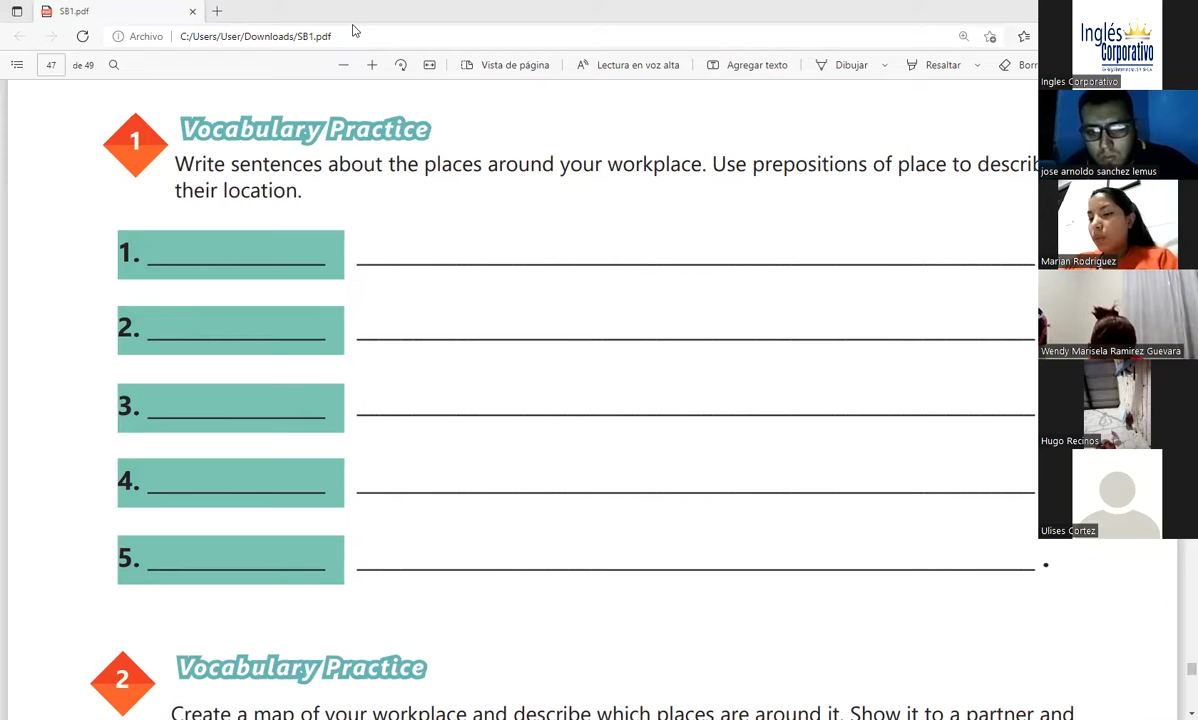 SB1.pdf
Archivo C:/Users/User/Downloads/SB1.pdf
47 de 49 Vista de página Lectura en voz alta Agregar texto Dibujar Resaltar Borr
1 Vocabulary Practice
Write sentences about the places around your workplace. Use prepositions of place to describ
their location.
1.
2.
3.
4.
5.
2 Vocabulary Practice
Create a map of your workplace and describe which places are around it. Show it to a partner and
Inglés
Corporativo
Ingles Corporativo
jose arnoldo sanchez lemus
Marian Rodriguez
Wendy Marisela Ramirez Guevara
Hugo Recinos
Ulises Cortez